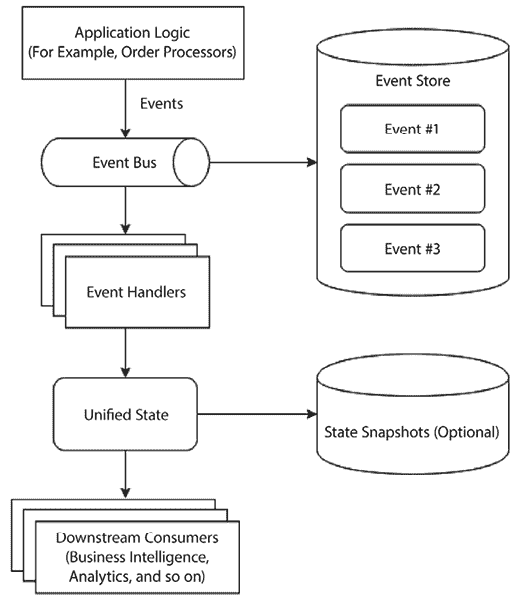 Application Logic
(For Example, Order Processors)
Events
Event Bus
Event Store
Event #1
Event #2
Event #3
Event Handlers
Unified State
State Snapshots (Optional)
Downstream Consumers
(Business Intelligence,
Analytics, and so on)